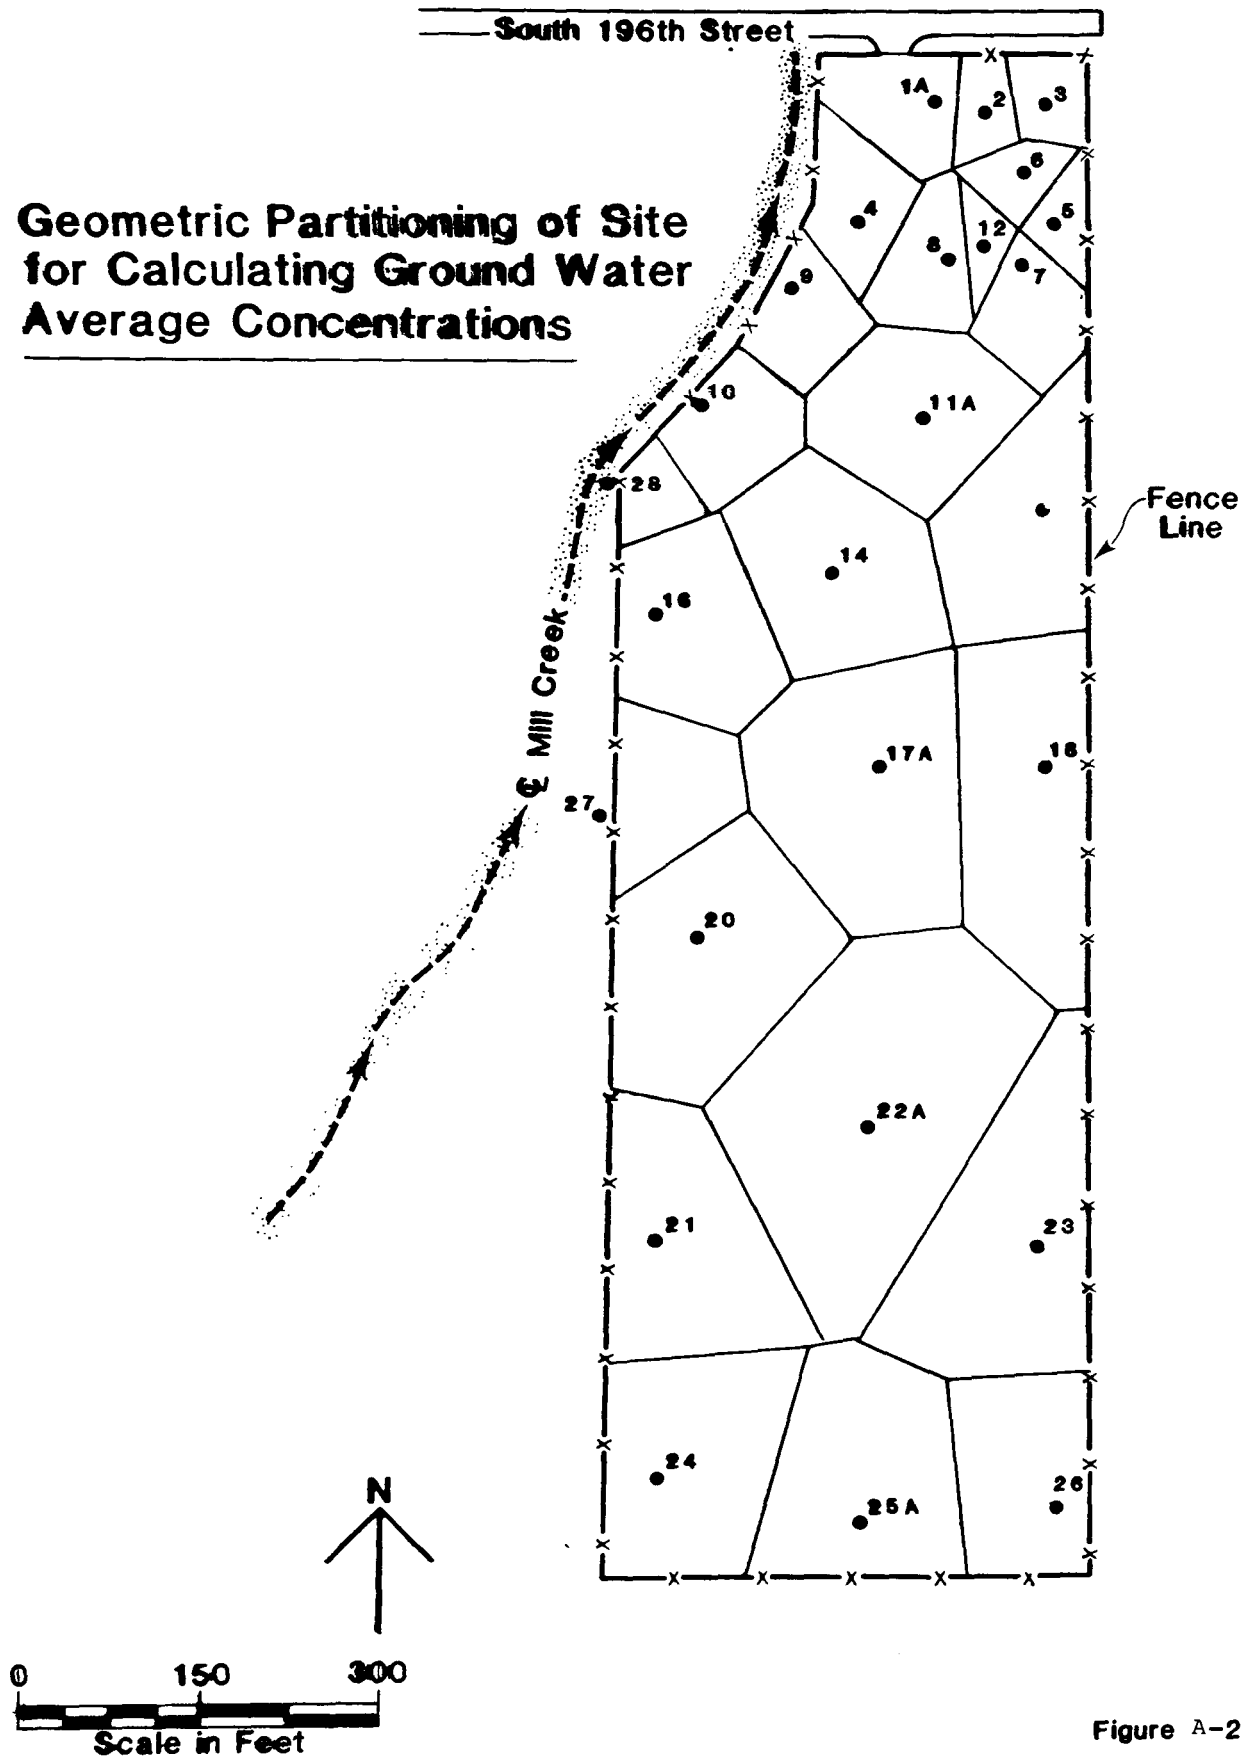 South 196th Street
1A
2
3
6
4
5
12
8
7
9
Geometric Partitioning of Site
for Calculating Ground Water
Average Concentrations
10
11A
28
Fence
Line
14
16
℄ Mill Creek
17A
18
27
20
22A
21
23
24
25A
26
N
0 150 300
Scale in Feet
Figure A-2